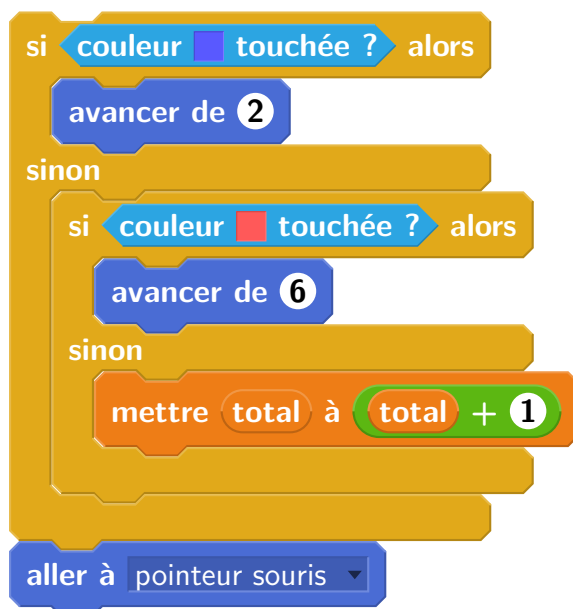 si couleur touchée ? alors
avancer de 2
sinon
si couleur touchée ? alors
avancer de 6
sinon
mettre total à total + 1
aller à pointeur souris